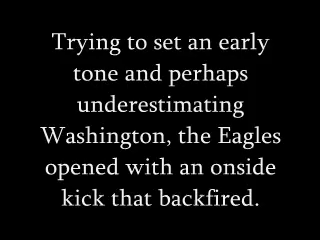 Trying to set an early
tone and perhaps
underestimating
Washington, the Eagles
opened with an onside
kick that backfired.